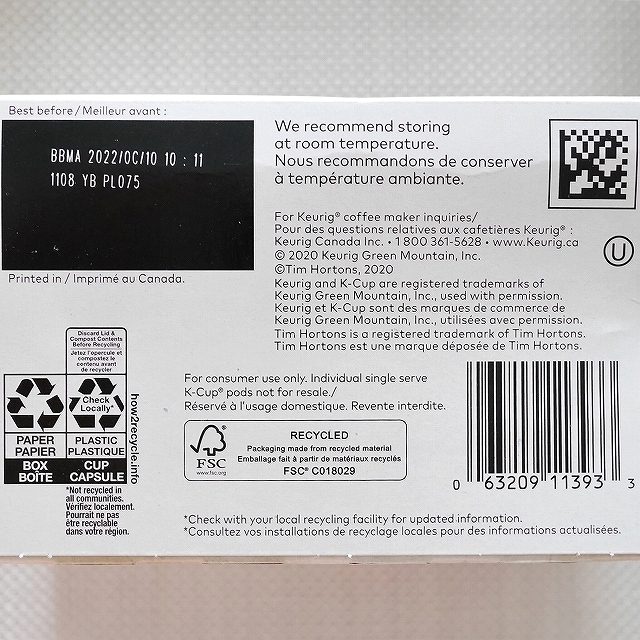 Best before / Meilleur avant :
BBMA 2022/OC/10 10 : 11
1108 YB PL075
Printed in / Imprimé au Canada.
We recommend storing
at room temperature.
Nous recommandons de conserver
à température ambiante.
For Keurig® coffee maker inquiries/
Pour des questions relatives aux cafetières Keurig® :
Keurig Canada Inc. • 1 800 361-5628 • www.Keurig.ca
© 2020 Keurig Green Mountain, Inc.
©Tim Hortons, 2020
Keurig and K-Cup are registered trademarks of
Keurig Green Mountain, Inc., used with permission.
Keurig et K-Cup sont des marques de commerce de
Keurig Green Mountain, Inc., utilisées avec permission.
Tim Hortons is a registered trademark of Tim Hortons.
Tim Hortons est une marque déposée de Tim Hortons.
U
Discard Lid &
Compost Contents
Before Recycling
Jetez l'opercule et
compostez le
contenu avant
de recycler
Check
Locally*
PAPER
PAPIER
BOX
BOÎTE
PLASTIC
PLASTIQUE
CUP
CAPSULE
how2recycle.info
*Not recycled in
all communities.
Vérifiez localement.
Pourrait ne pas
être recyclable
dans votre région.
For consumer use only. Individual single serve
K-Cup® pods not for resale./
Réservé à l'usage domestique. Revente interdite.
FSC
www.fsc.org
RECYCLED
Packaging made from recycled material
Emballage fait à partir de matériaux recyclés
FSC® C018029
0 63209 11393 3
*Check with your local recycling facility for updated information.
*Consultez vos installations de recyclage locales pour des informations actualisées.